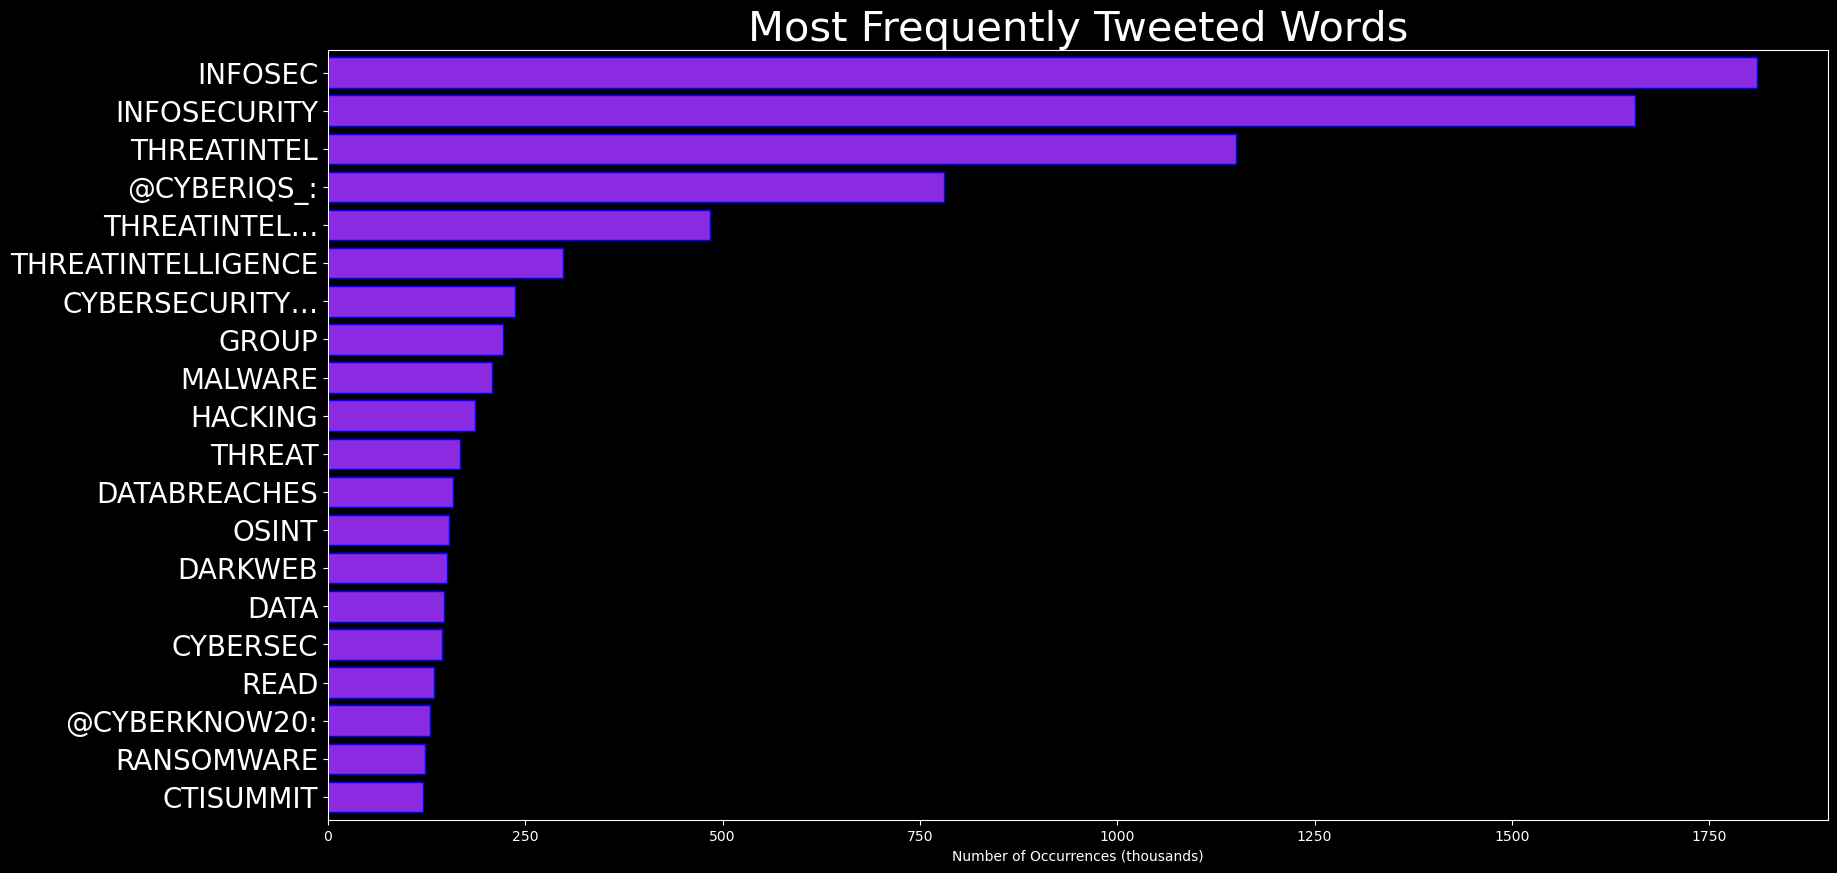 Most Frequently Tweeted Words
INFOSEC
INFOSECURITY
THREATINTEL
@CYBERIQS_:
THREATINTEL…
THREATINTELLIGENCE
CYBERSECURITY…
GROUP
MALWARE
HACKING
THREAT
DATABREACHES
OSINT
DARKWEB
DATA
CYBERSEC
READ
@CYBERKNOW20:
RANSOMWARE
CTISUMMIT
0 250 500 750 1000 1250 1500 1750
Number of Occurrences (thousands)